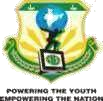 POWERING THE YOUTH
EMPOWERING THE NATION